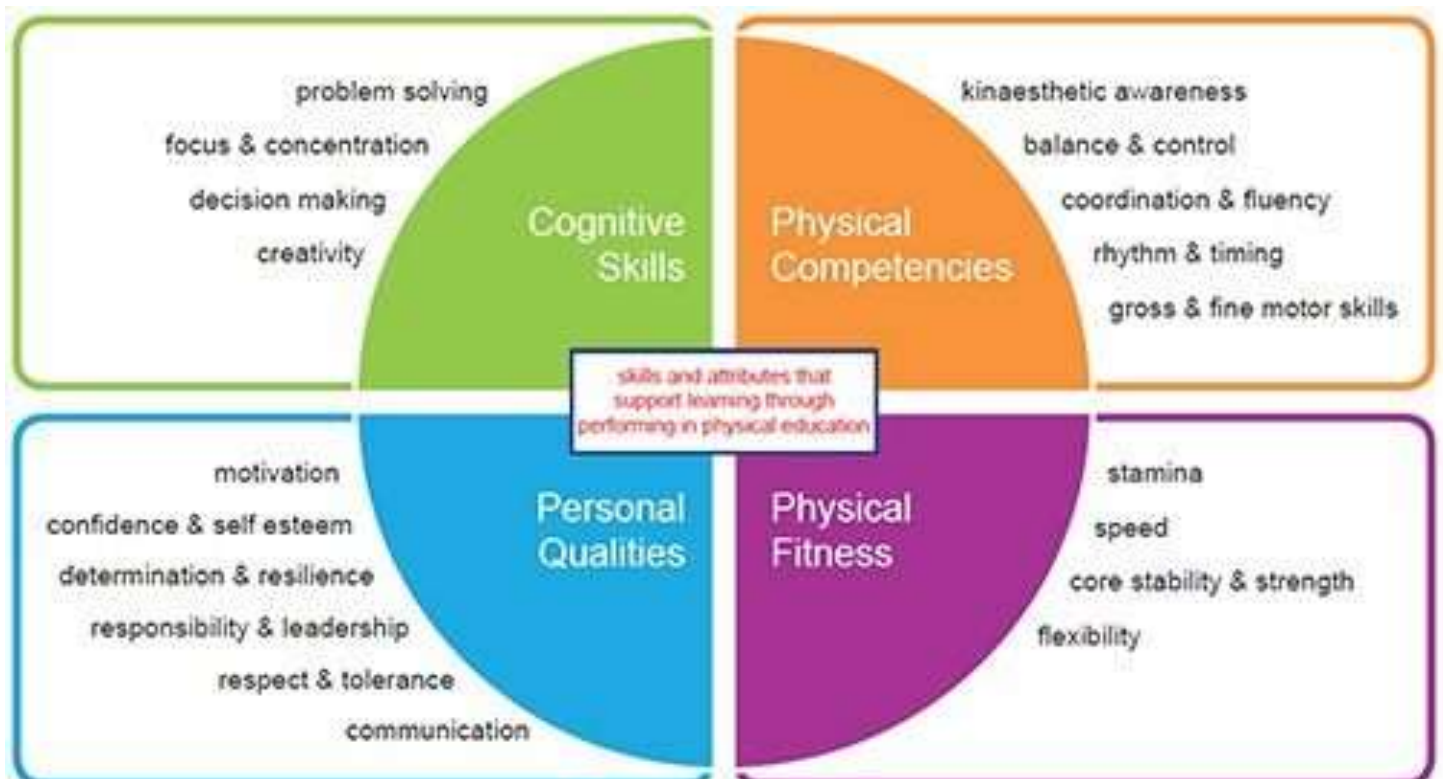 problem solving
focus & concentration
decision making
creativity
Cognitive
Skills
kinaesthetic awareness
balance & control
coordination & fluency
rhythm & timing
gross & fine motor skills
Physical
Competencies
skills and attributes that
support learning through
performing in physical education
motivation
confidence & self esteem
determination & resilience
responsibility & leadership
respect & tolerance
communication
Personal
Qualities
Physical
Fitness
stamina
speed
core stability & strength
flexibility